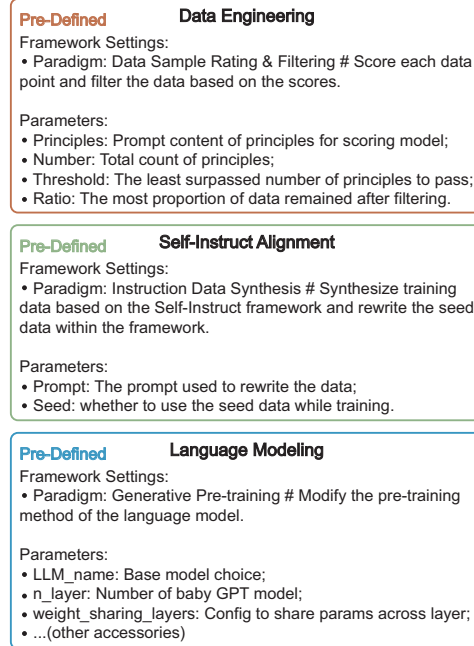 Pre-Defined Data Engineering
Framework Settings:
• Paradigm: Data Sample Rating & Filtering # Score each data
point and filter the data based on the scores.
Parameters:
• Principles: Prompt content of principles for scoring model;
• Number: Total count of principles;
• Threshold: The least surpassed number of principles to pass;
• Ratio: The most proportion of data remained after filtering.
Pre-Defined Self-Instruct Alignment
Framework Settings:
• Paradigm: Instruction Data Synthesis # Synthesize training
data based on the Self-Instruct framework and rewrite the seed
data within the framework.
Parameters:
• Prompt: The prompt used to rewrite the data;
• Seed: whether to use the seed data while training.
Pre-Defined Language Modeling
Framework Settings:
• Paradigm: Generative Pre-training # Modify the pre-training
method of the language model.
Parameters:
• LLM_name: Base model choice;
• n_layer: Number of baby GPT model;
• weight_sharing_layers: Config to share params across layer;
• ...(other accessories)